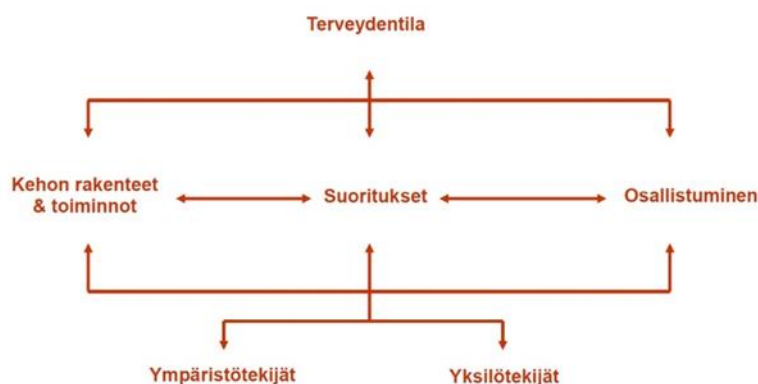 Terveydentila
Kehon rakenteet
& toiminnot
Suoritukset
Osallistuminen
Ympäristötekijät
Yksilötekijät